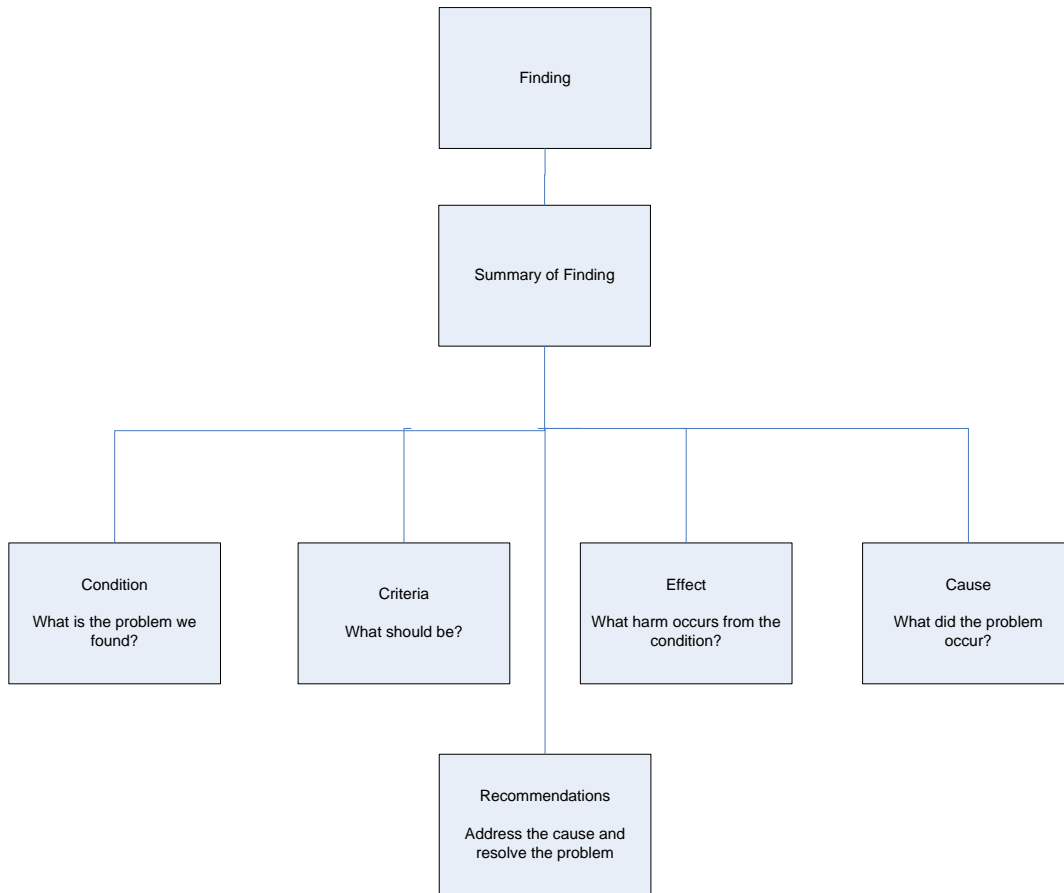 Finding
Summary of Finding
Condition
What is the problem we
found?
Criteria
What should be?
Effect
What harm occurs from the
condition?
Cause
What did the problem
occur?
Recommendations
Address the cause and
resolve the problem